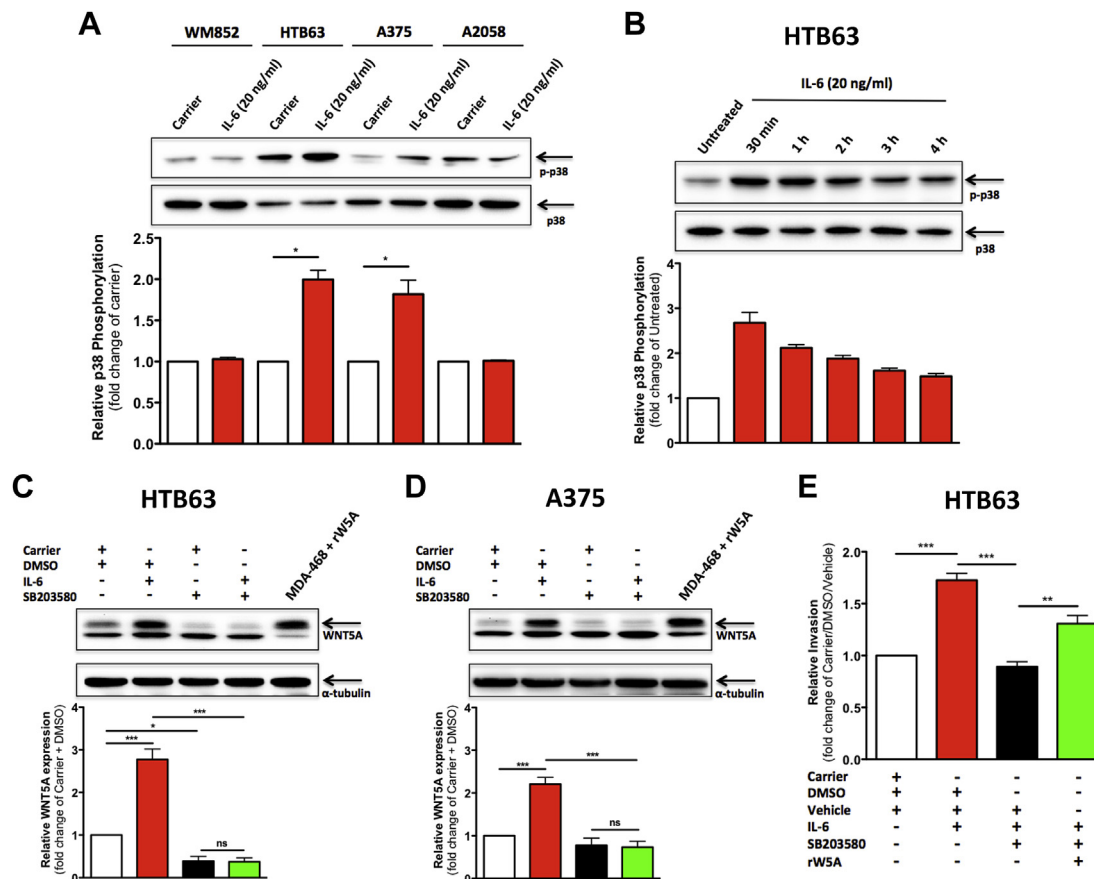 A
WM852 HTB63 A375 A2058
Carrier IL-6 (20 ng/ml) Carrier IL-6 (20 ng/ml) Carrier IL-6 (20 ng/ml) Carrier IL-6 (20 ng/ml)
p-p38
p38
Relative p38 Phosphorylation
(fold change of carrier)
2.5
2.0
1.5
1.0
0.5
0.0
* *
B
HTB63
IL-6 (20 ng/ml)
Untreated 30 min 1 h 2 h 3 h 4 h
p-p38
p38
Relative p38 Phosphorylation
(fold change of Untreated)
4
3
2
1
0
C
HTB63
Carrier + - + -
DMSO + + - -
IL-6 - + - +
SB203580 - - + +
MDA-468 + rW5A
WNT5A
α-tubulin
Relative WNT5A expression
(fold change of Carrier + DMSO)
4
3
2
1
0
***
*
***
ns
D
A375
Carrier + - + -
DMSO + + - -
IL-6 - + - +
SB203580 - - + +
MDA-468 + rW5A
WNT5A
α-tubulin
Relative WNT5A expression
(fold change of Carrier + DMSO)
4
3
2
1
0
*** ***
ns
E
HTB63
Relative Invasion
(fold change of Carrier/DMSO/Vehicle)
2.0
1.5
1.0
0.5
0.0
*** ***
**
Carrier + - - -
DMSO + + - -
Vehicle + + + -
IL-6 - + + +
SB203580 - - + +
rW5A - - - +